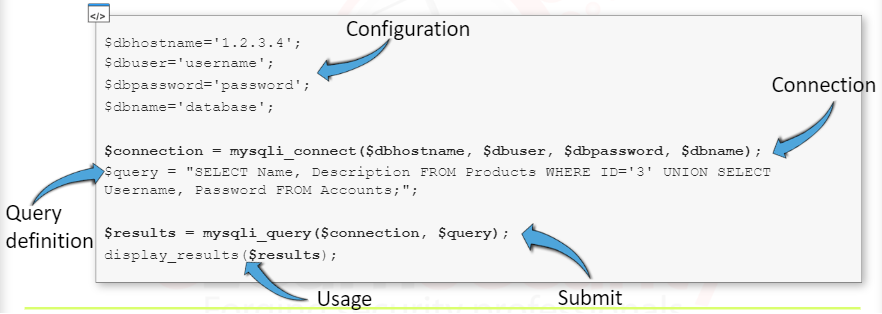 </>
Configuration
$dbhostname='1.2.3.4';
$dbuser='username';
$dbpassword='password';
$dbname='database';
Connection
$connection = mysqli_connect($dbhostname, $dbuser, $dbpassword, $dbname);
$query = "SELECT Name, Description FROM Products WHERE ID='3' UNION SELECT
Username, Password FROM Accounts;";
Query
definition
$results = mysqli_query($connection, $query);
display_results($results);
Usage
Submit